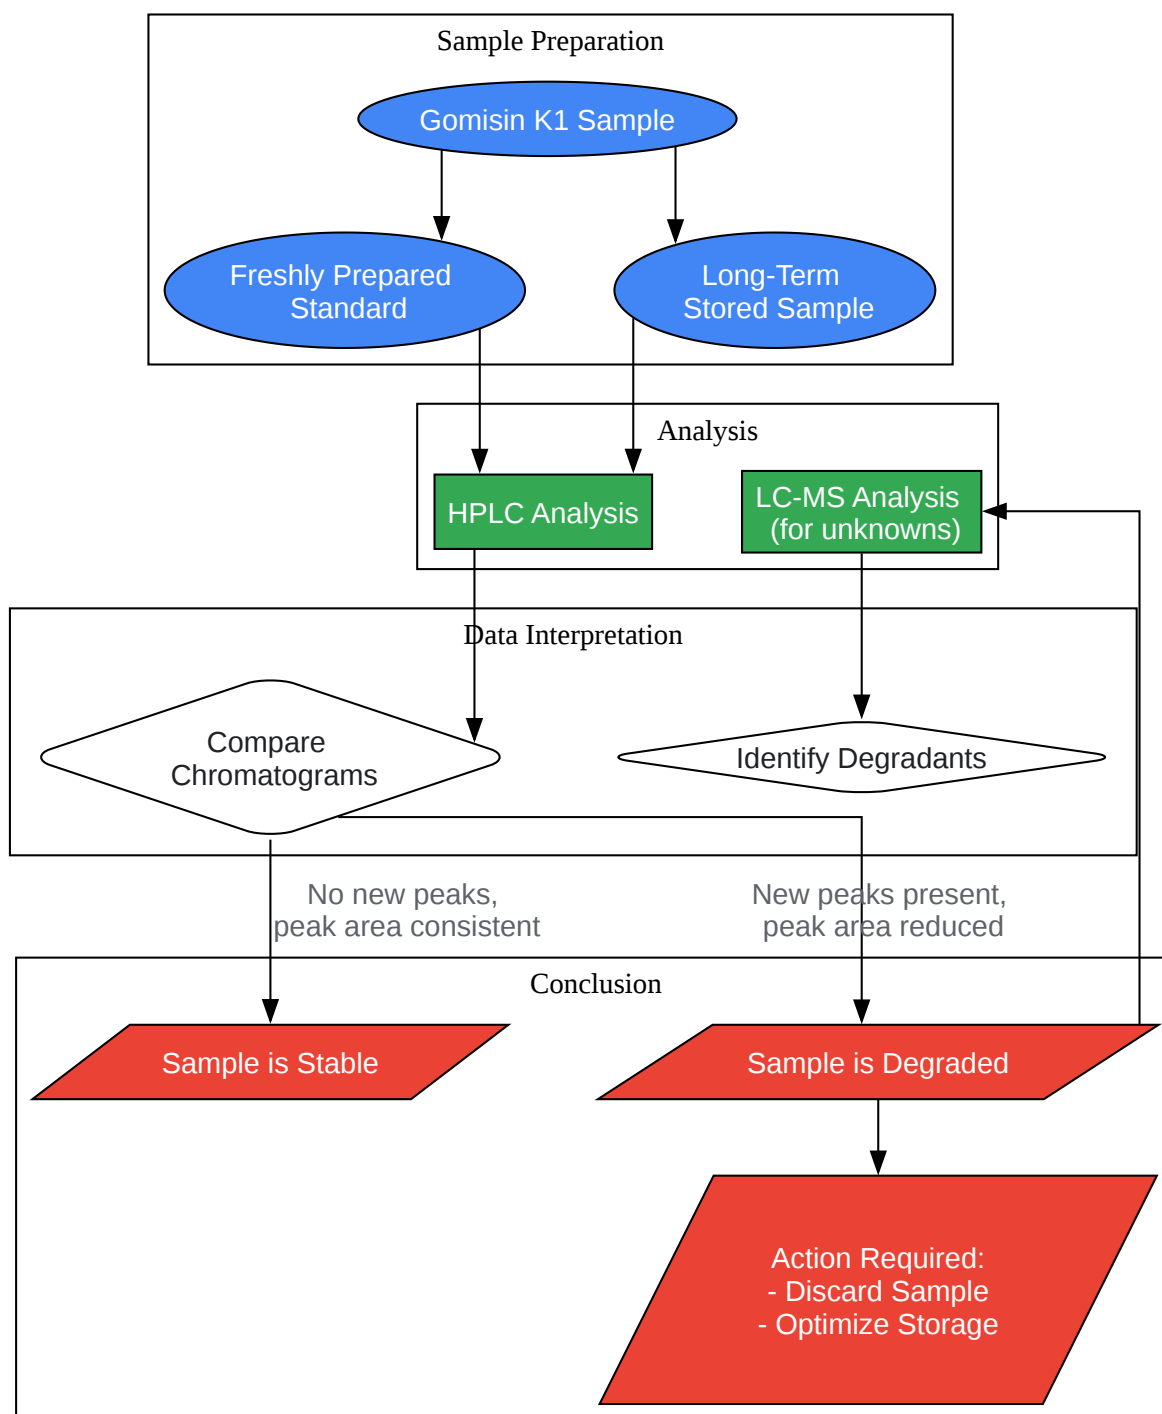 Sample Preparation
Gomisin K1 Sample
Freshly Prepared
Standard
Long-Term
Stored Sample
Analysis
HPLC Analysis
LC-MS Analysis
(for unknowns)
Data Interpretation
Compare
Chromatograms
Identify Degradants
No new peaks,
peak area consistent
New peaks present,
peak area reduced
Conclusion
Sample is Stable
Sample is Degraded
Action Required:
- Discard Sample
- Optimize Storage